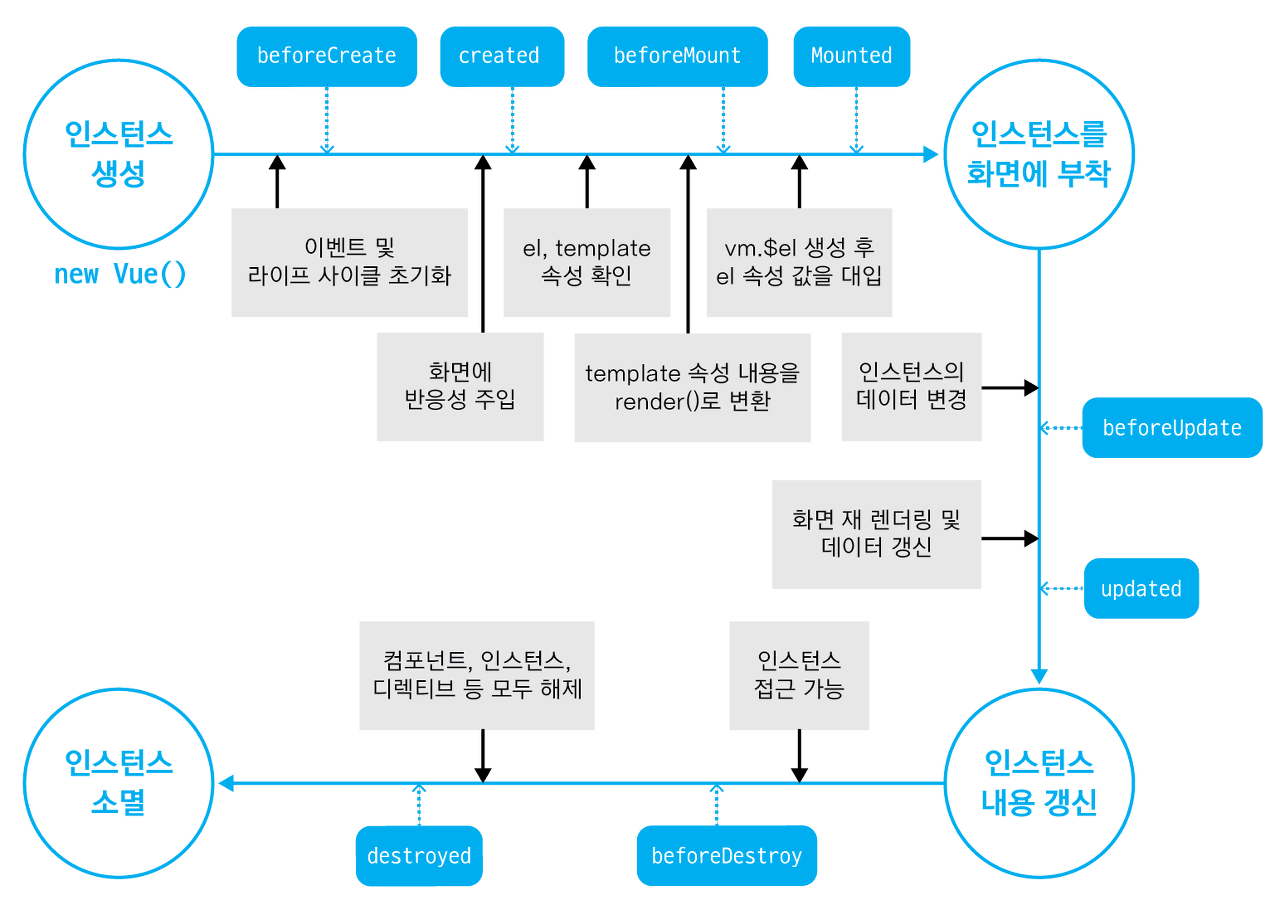 beforeCreate
created
beforeMount
Mounted
인스턴스
생성
new Vue()
인스턴스를
화면에 부착
이벤트 및
라이프 사이클 초기화
el, template
속성 확인
vm.$el 생성 후
el 속성 값을 대입
화면에
반응성 주입
template 속성 내용을
render()로 변환
인스턴스의
데이터 변경
beforeUpdate
화면 재 렌더링 및
데이터 갱신
updated
컴포넌트, 인스턴스,
디렉티브 등 모두 해제
인스턴스
접근 가능
인스턴스
소멸
인스턴스
내용 갱신
destroyed
beforeDestroy